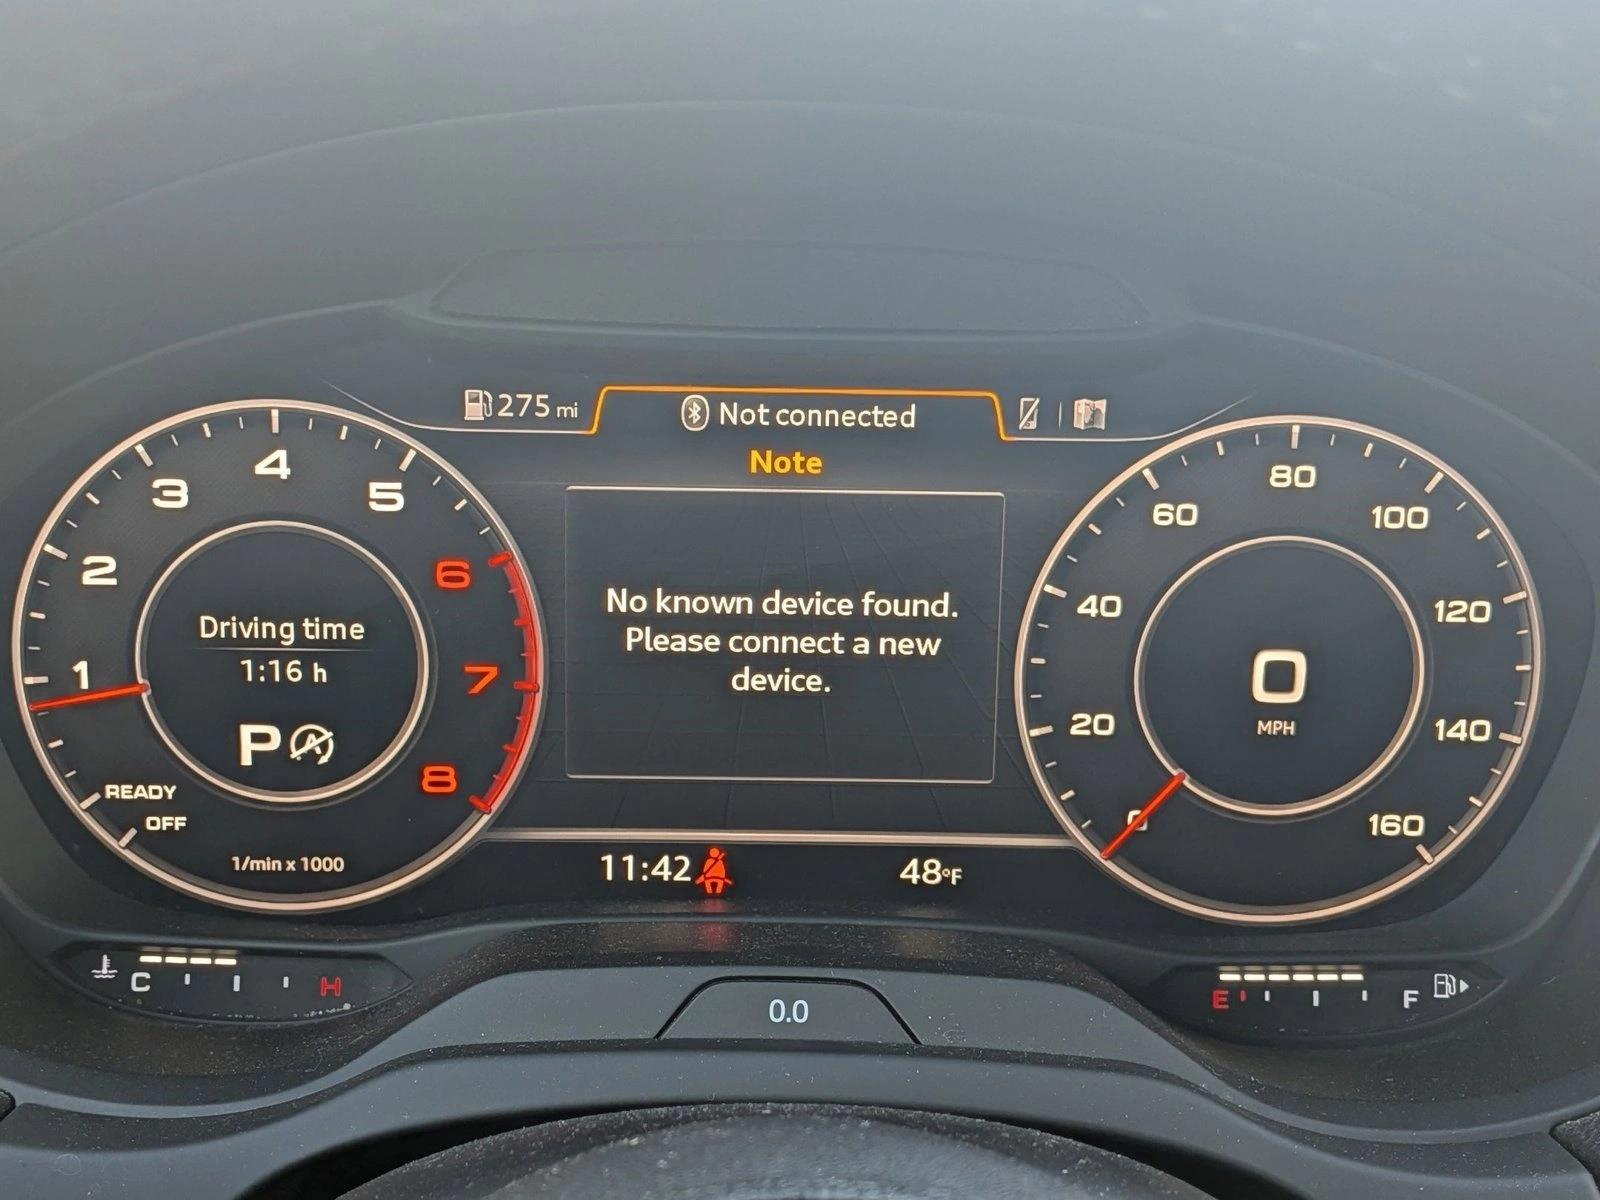 275 mi
Not connected
Note
No known device found.
Please connect a new
device.
1
2
3
4
5
6
7
8
READY
OFF
Driving time
1:16 h
P
A
1/min x 1000
0
20
40
60
80
100
120
140
160
0
MPH
11:42
48°F
C
H
0.0
E
F